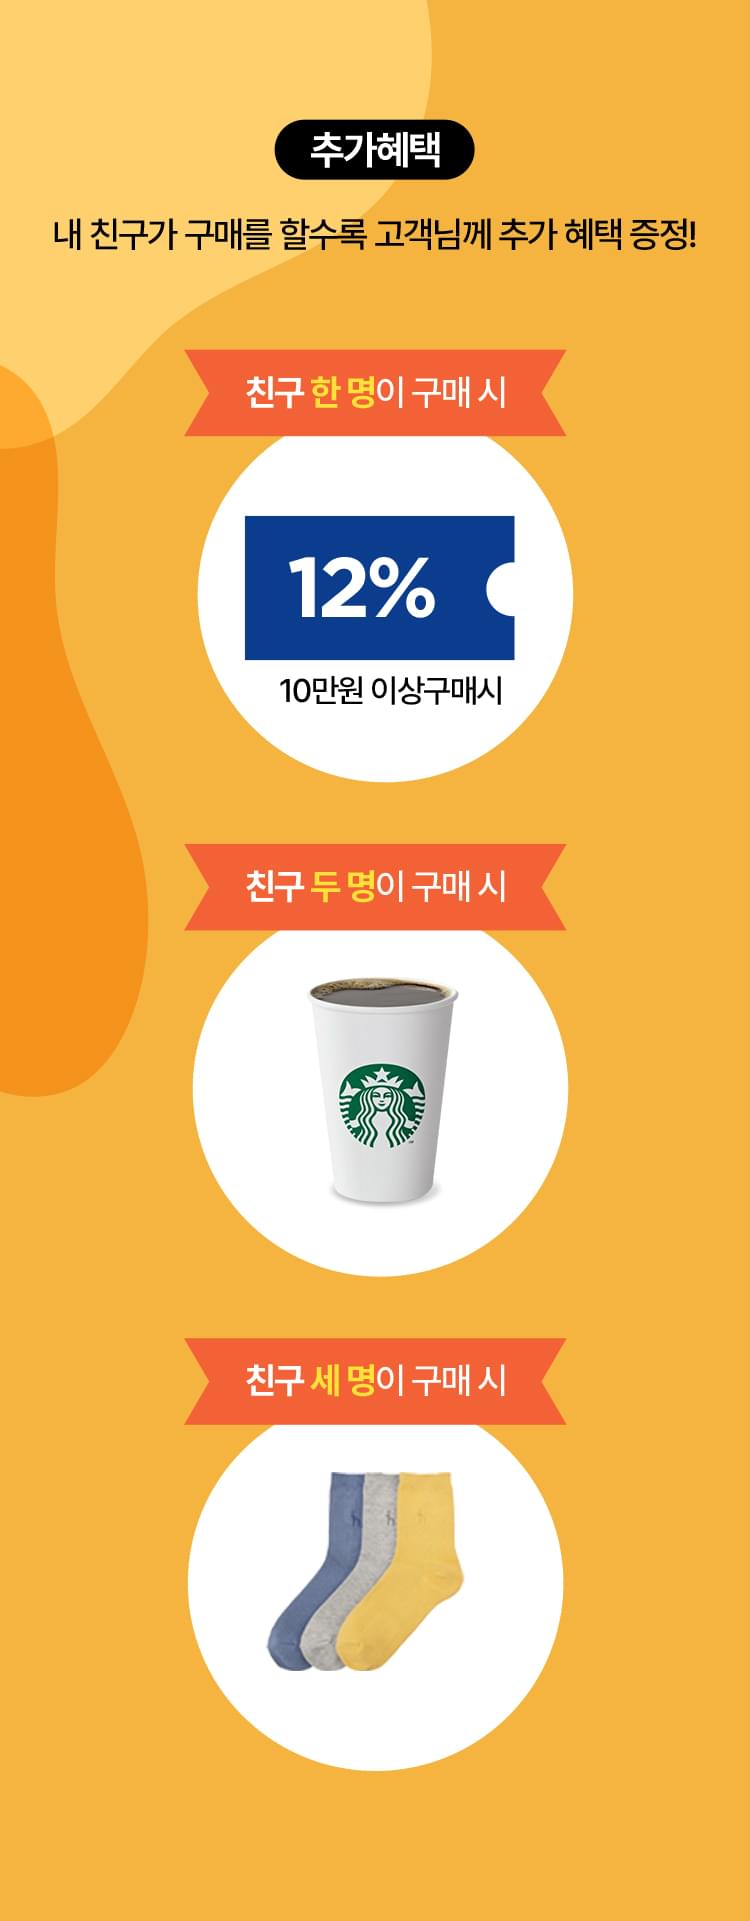 추가혜택
내 친구가 구매를 할수록 고객님께 추가 혜택 증정!
친구 한 명이 구매 시
12%
10만원 이상구매시
친구 두 명이 구매 시
친구 세 명이 구매 시